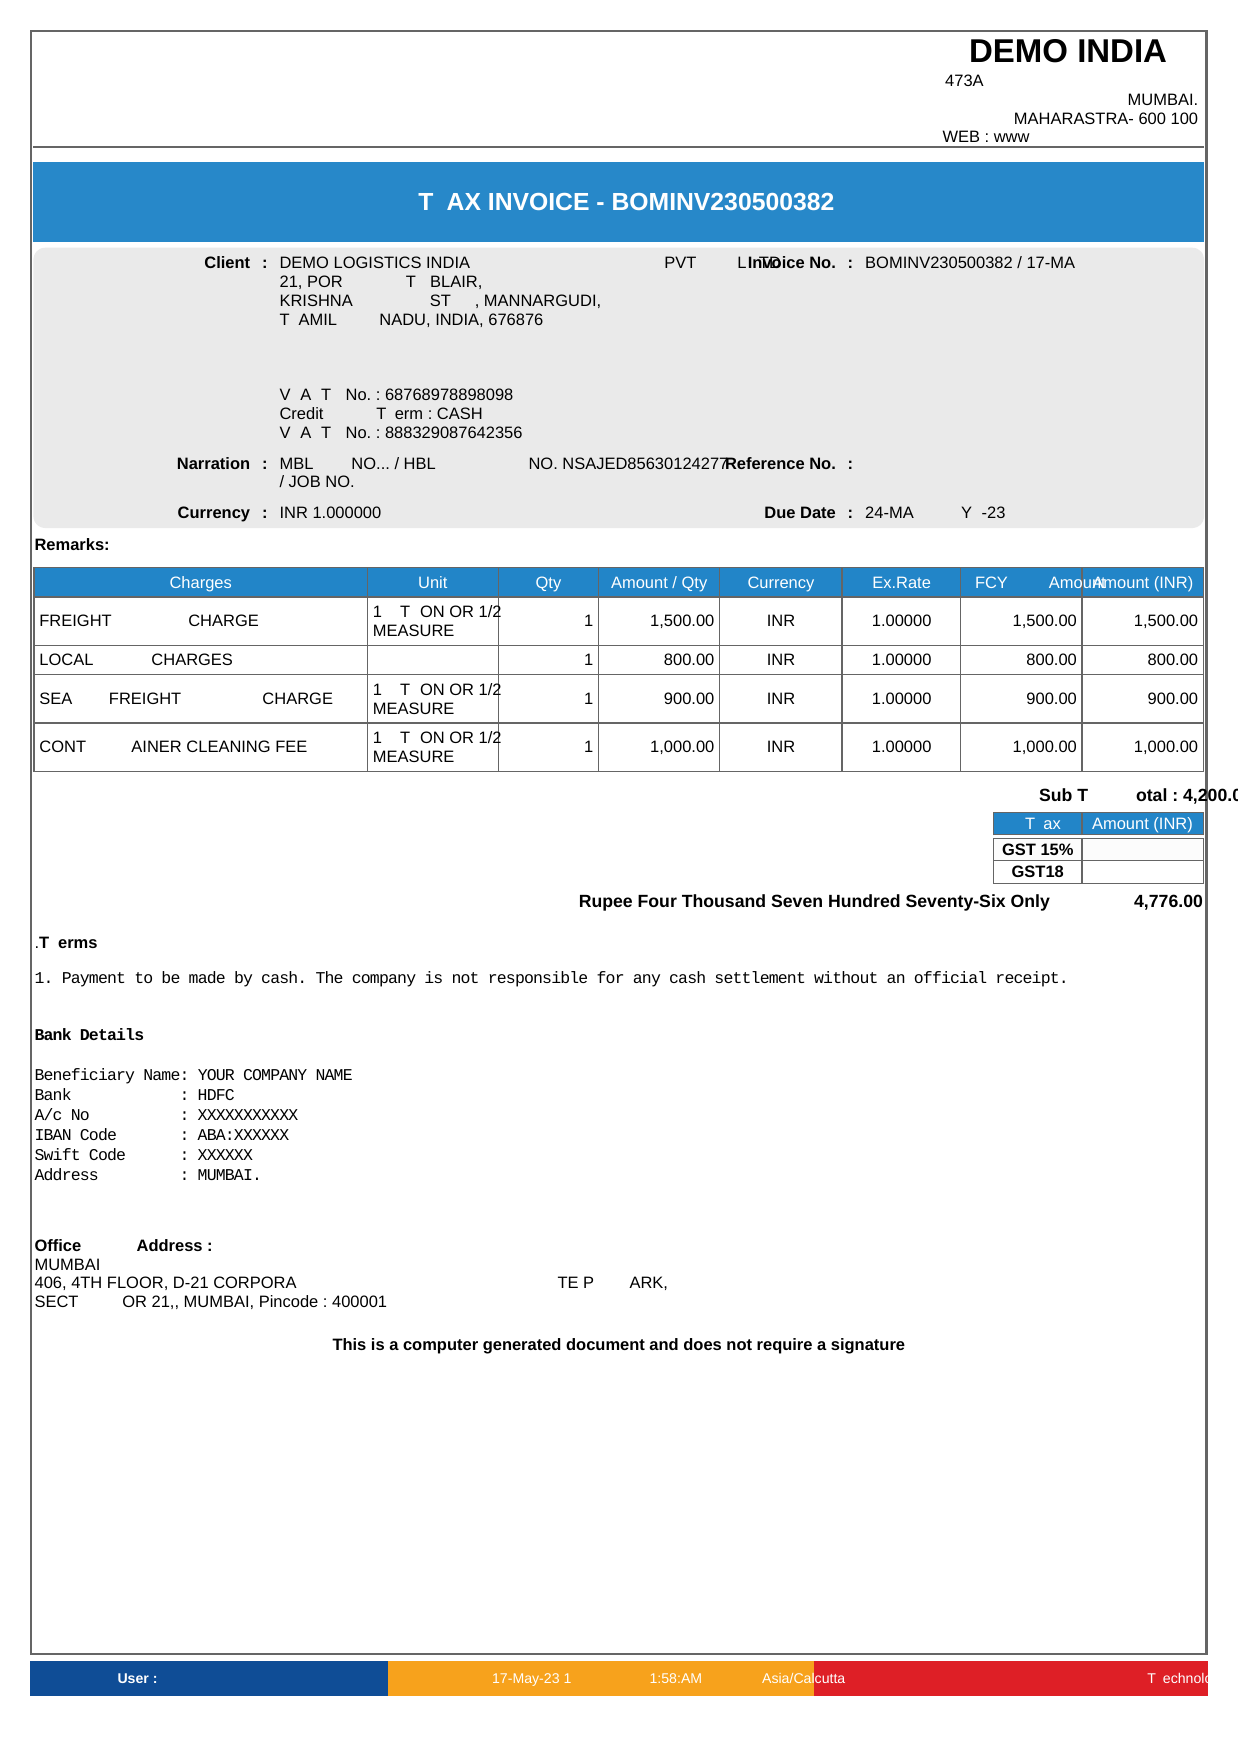 DEMO INDIA
473A
MUMBAI.
MAHARASTRA- 600 100
WEB : www
T AX INVOICE - BOMINV230500382
Client : DEMO LOGISTICS INDIA PVT L TD Invoice No. : BOMINV230500382 / 17-MA
21, POR T BLAIR,
KRISHNA ST , MANNARGUDI,
T AMIL NADU, INDIA, 676876
V A T No. : 68768978898098
Credit T erm : CASH
V A T No. : 888329087642356
Narration : MBL NO... / HBL NO. NSAJED85630124277 Reference No. :
/ JOB NO.
Currency : INR 1.000000 Due Date : 24-MA Y -23
Remarks:
Charges Unit Qty Amount / Qty Currency Ex.Rate FCY Amount Amount (INR)
FREIGHT CHARGE 1 T ON OR 1/2 MEASURE 1 1,500.00 INR 1.00000 1,500.00 1,500.00
LOCAL CHARGES 1 800.00 INR 1.00000 800.00 800.00
SEA FREIGHT CHARGE 1 T ON OR 1/2 MEASURE 1 900.00 INR 1.00000 900.00 900.00
CONT AINER CLEANING FEE 1 T ON OR 1/2 MEASURE 1 1,000.00 INR 1.00000 1,000.00 1,000.00
Sub T otal : 4,200.0
T ax Amount (INR)
GST 15%
GST18
Rupee Four Thousand Seven Hundred Seventy-Six Only 4,776.00
.T erms
1. Payment to be made by cash. The company is not responsible for any cash settlement without an official receipt.
Bank Details
Beneficiary Name: YOUR COMPANY NAME
Bank : HDFC
A/c No : XXXXXXXXXXX
IBAN Code : ABA:XXXXXX
Swift Code : XXXXXX
Address : MUMBAI.
Office Address :
MUMBAI
406, 4TH FLOOR, D-21 CORPORA TE P ARK,
SECT OR 21,, MUMBAI, Pincode : 400001
This is a computer generated document and does not require a signature
User : 17-May-23 1 1:58:AM Asia/Calcutta T echnolo